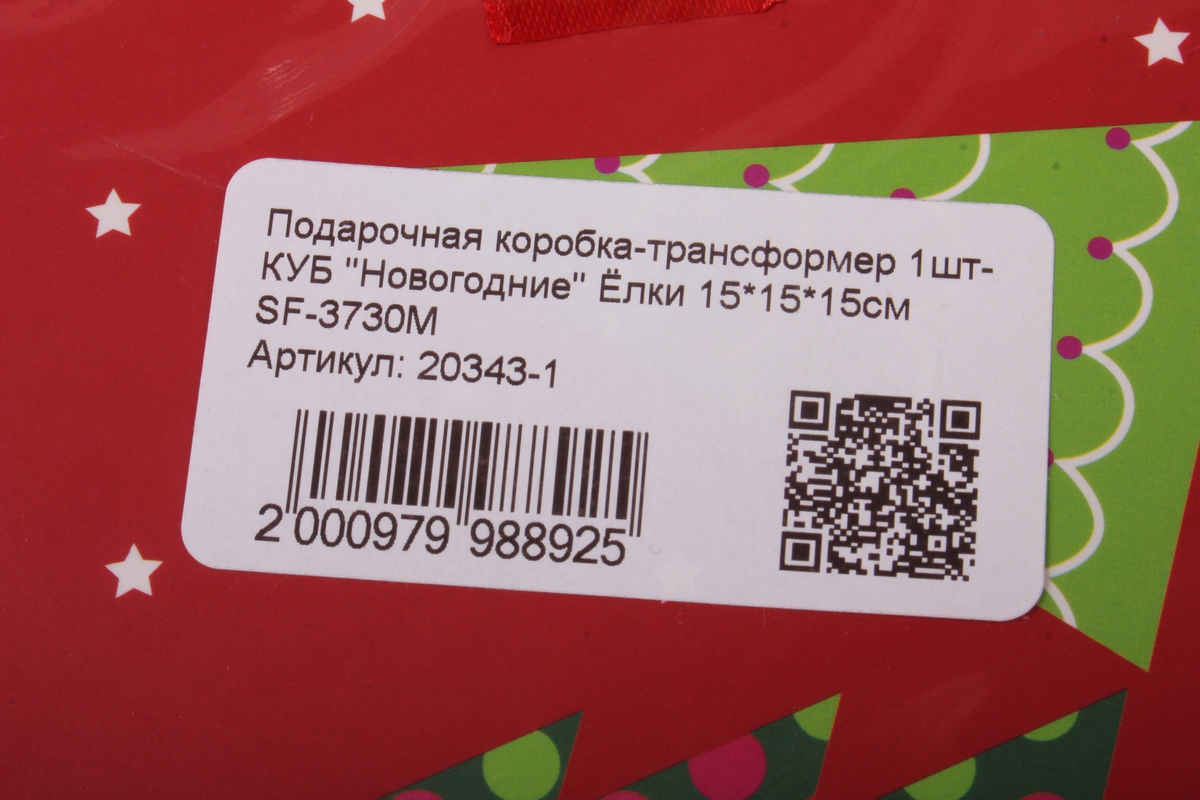 Подарочная коробка-трансформер 1шт-
КУБ "Новогодние" Ёлки 15*15*15см
SF-3730M
Артикул: 20343-1
2 000979 988925